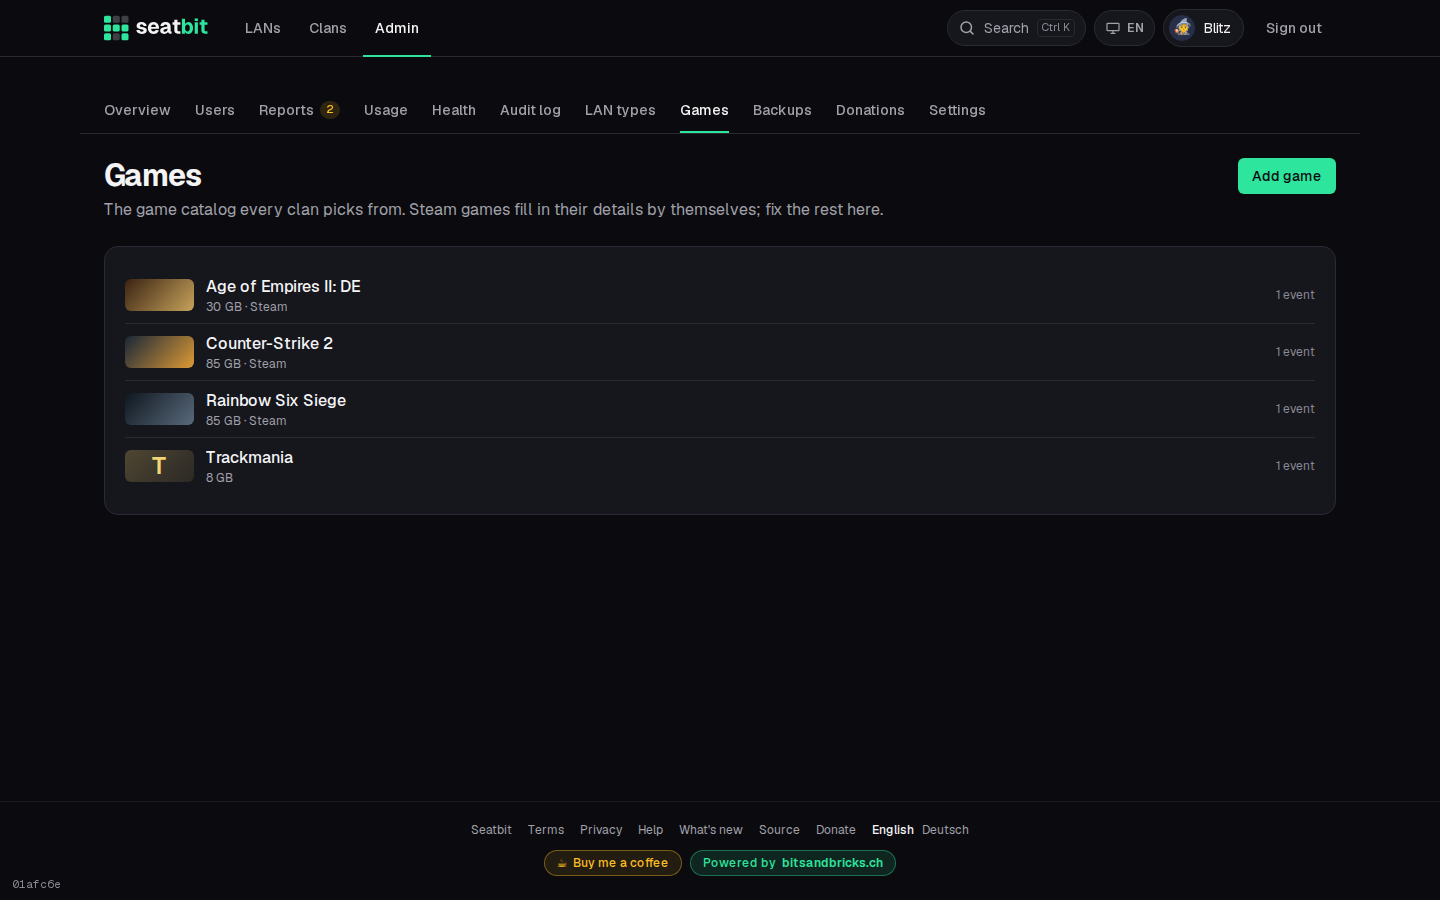 seatbit LANs Clans Admin Search Ctrl K EN Blitz Sign out
Overview Users Reports 2 Usage Health Audit log LAN types Games Backups Donations Settings
Games
Add game
The game catalog every clan picks from. Steam games fill in their details by themselves; fix the rest here.
Age of Empires II: DE
30 GB · Steam
1 event
Counter-Strike 2
85 GB · Steam
1 event
Rainbow Six Siege
85 GB · Steam
1 event
T
Trackmania
8 GB
1 event
Seatbit Terms Privacy Help What's new Source Donate English Deutsch
Buy me a coffee Powered by bitsandbricks.ch
01afc6e